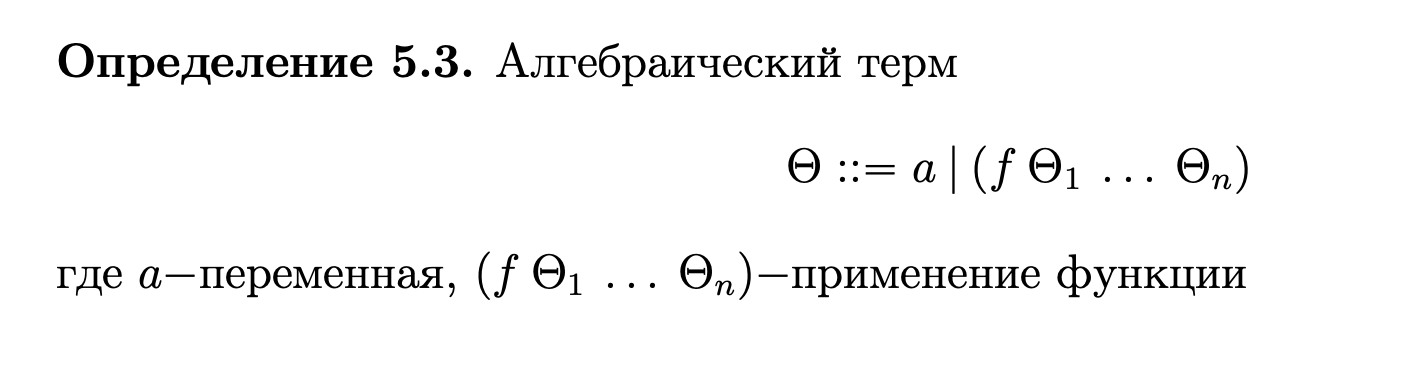 Определение 5.3. Алгебраический терм
Θ ::= a | (f Θ₁ … Θₙ)
где a−переменная, (f Θ₁ … Θₙ)−применение функции